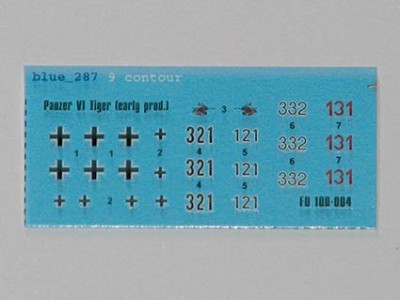 blue_287 9 contour
Panzer VI Tiger (early prod.)
3 332 131
321 121 6 7
1 1 2 4 5 332 131
321 121 6 7
4 5 332 131
2 321 121 FD 100-004